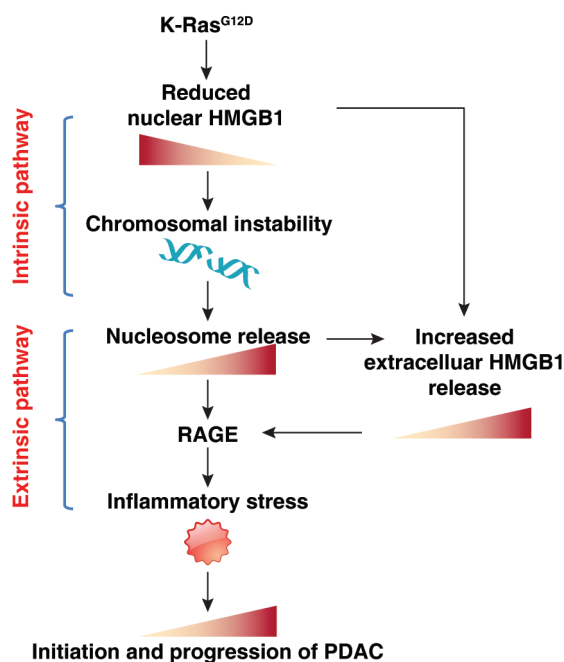 K-Ras^G12D
Reduced
nuclear HMGB1
Intrinsic pathway
Chromosomal instability
Nucleosome release
Increased
extracelluar HMGB1
release
Extrinsic pathway
RAGE
Inflammatory stress
Initiation and progression of PDAC